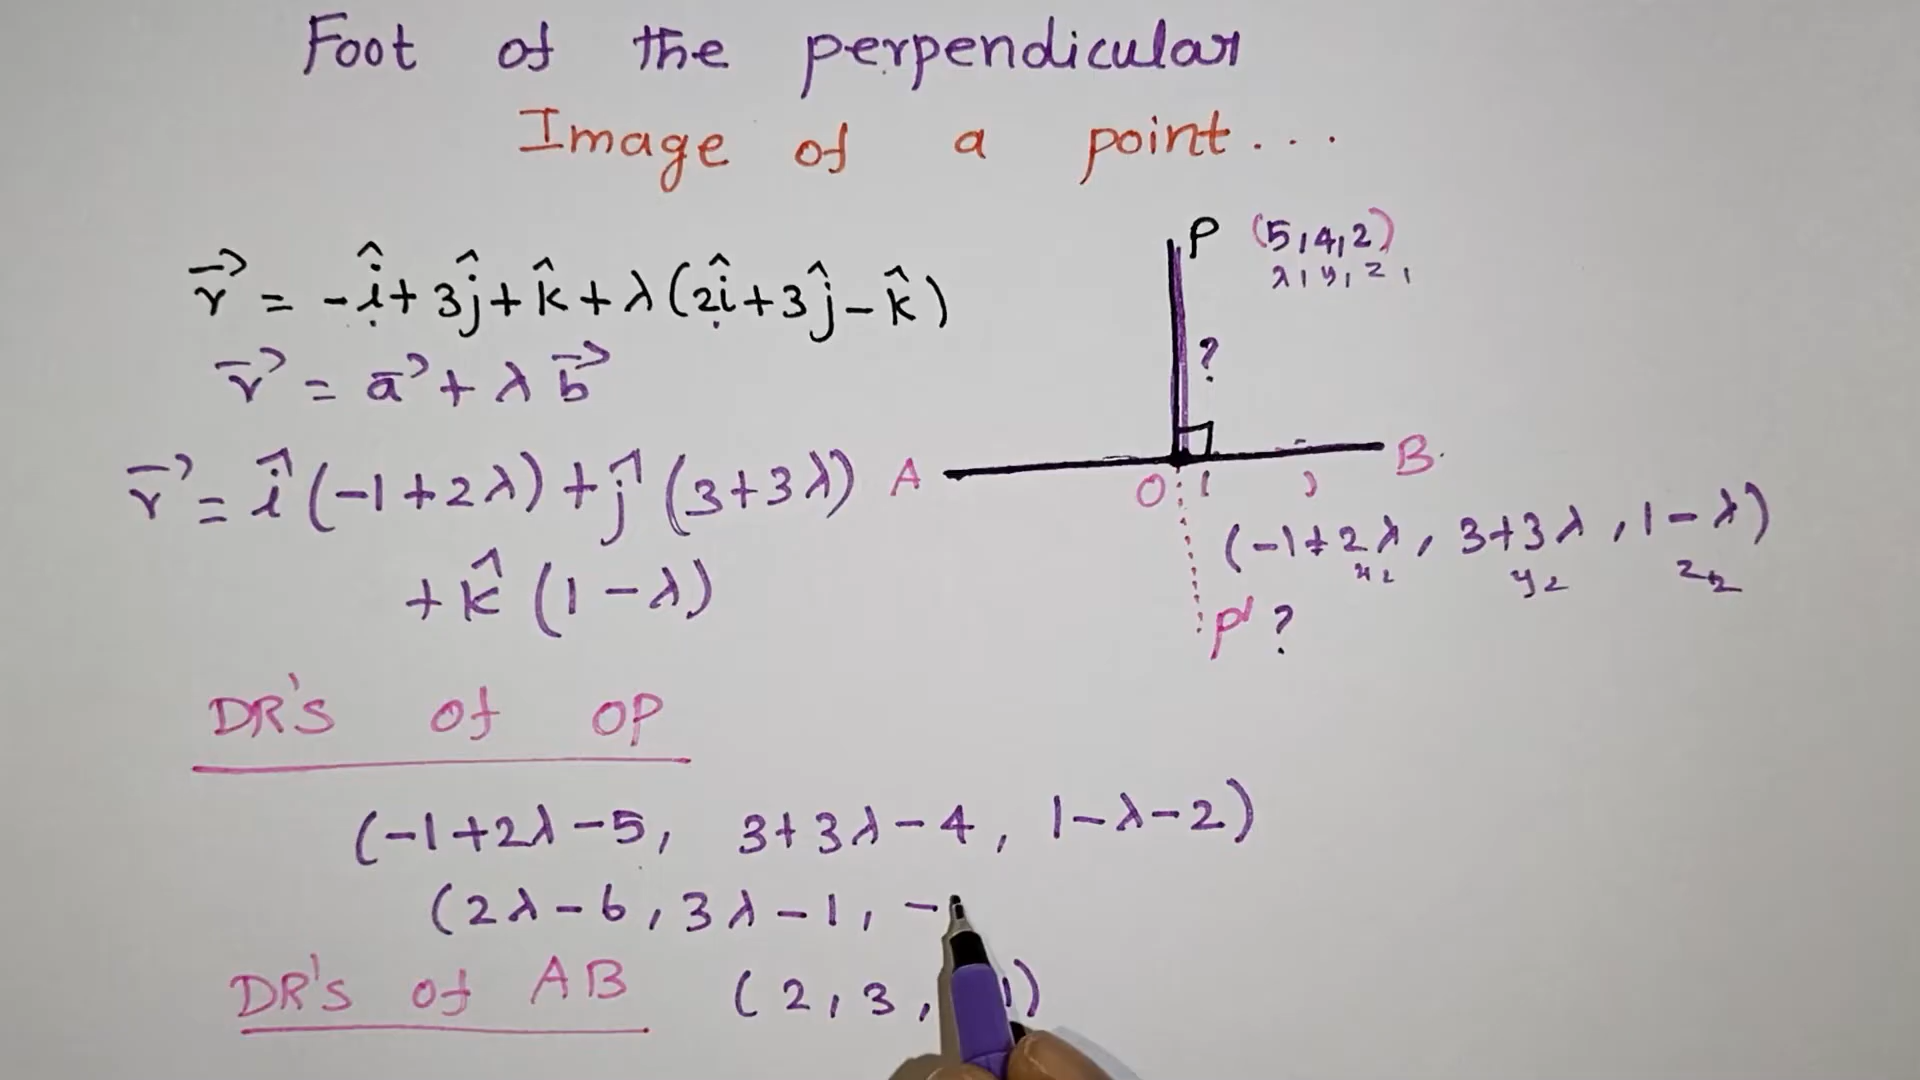 Foot of the perpendicular
Image of a point...
r⃗ = -î + 3ĵ + k̂ + λ(2î + 3ĵ - k̂)
r⃗ = a⃗ + λ b⃗
r⃗ = î(-1+2λ) + ĵ(3+3λ)
+ k̂ (1-λ)
P (5,4,2)
x₁ y₁ z₁
?
A O B
(-1+2λ, 3+3λ, 1-λ)
x₂ y₂ z₂
P' ?
DR'S of OP
(-1+2λ-5, 3+3λ-4, 1-λ-2)
(2λ-6, 3λ-1, -
DR'S of AB (2, 3, 1)